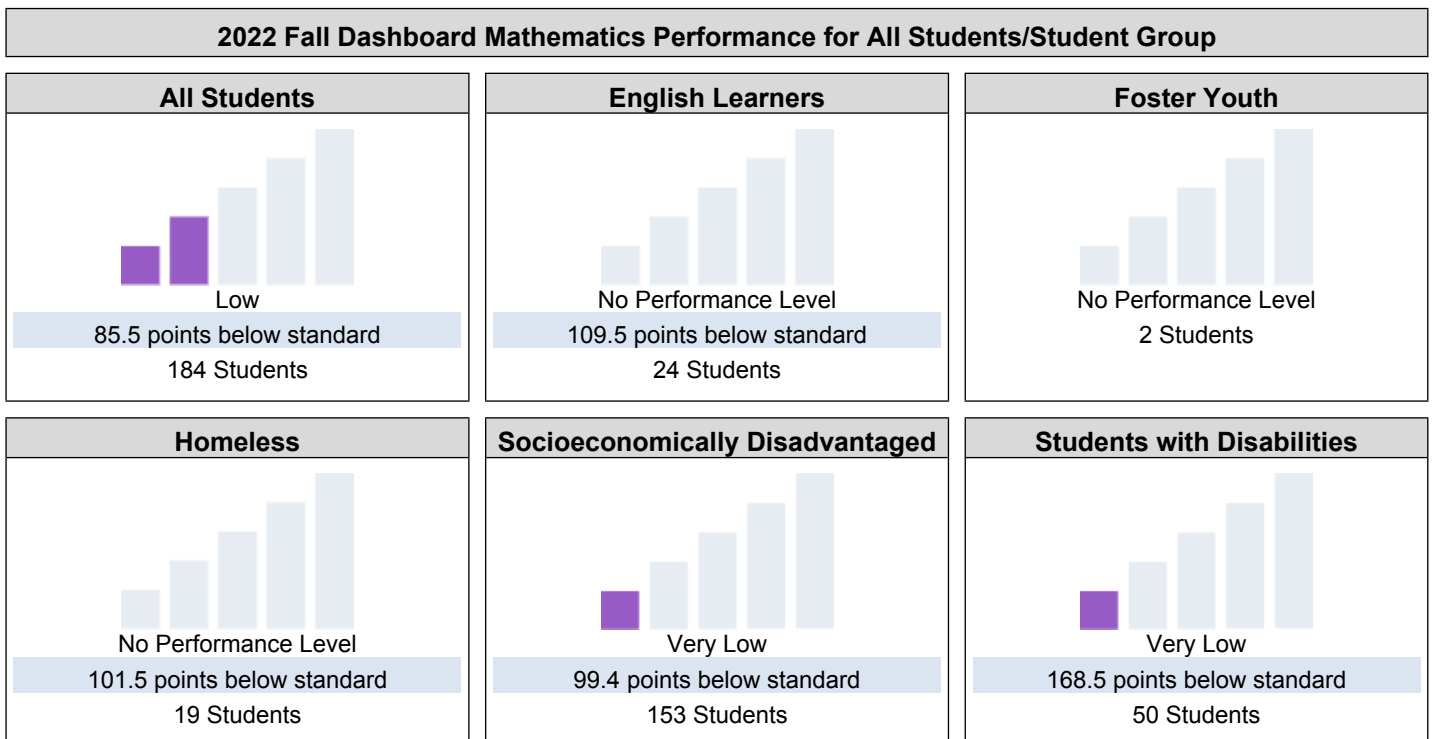 2022 Fall Dashboard Mathematics Performance for All Students/Student Group
All Students
Low
85.5 points below standard
184 Students
English Learners
No Performance Level
109.5 points below standard
24 Students
Foster Youth
No Performance Level
2 Students
Homeless
No Performance Level
101.5 points below standard
19 Students
Socioeconomically Disadvantaged
Very Low
99.4 points below standard
153 Students
Students with Disabilities
Very Low
168.5 points below standard
50 Students